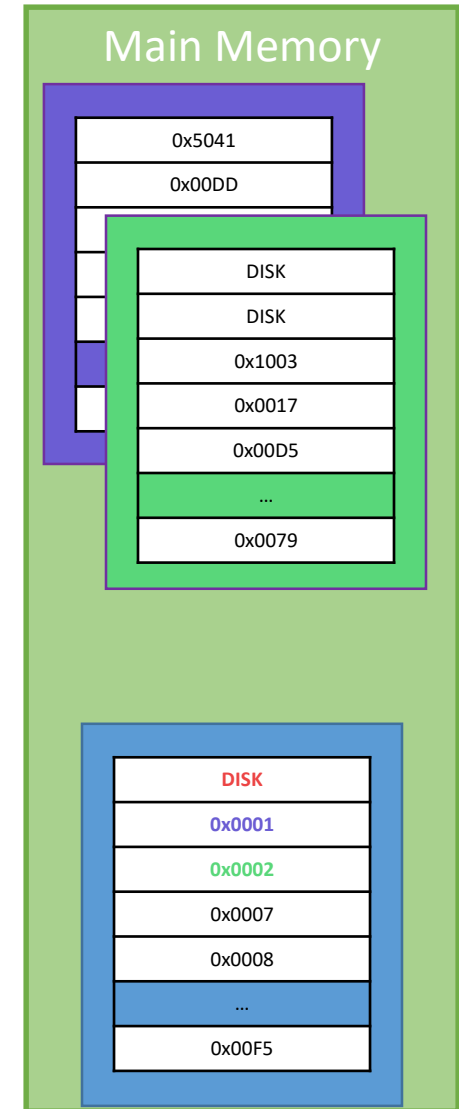 Main Memory
0x5041
0x00DD
DISK
DISK
0x1003
0x0017
0x00D5
…
0x0079
DISK
0x0001
0x0002
0x0007
0x0008
…
0x00F5